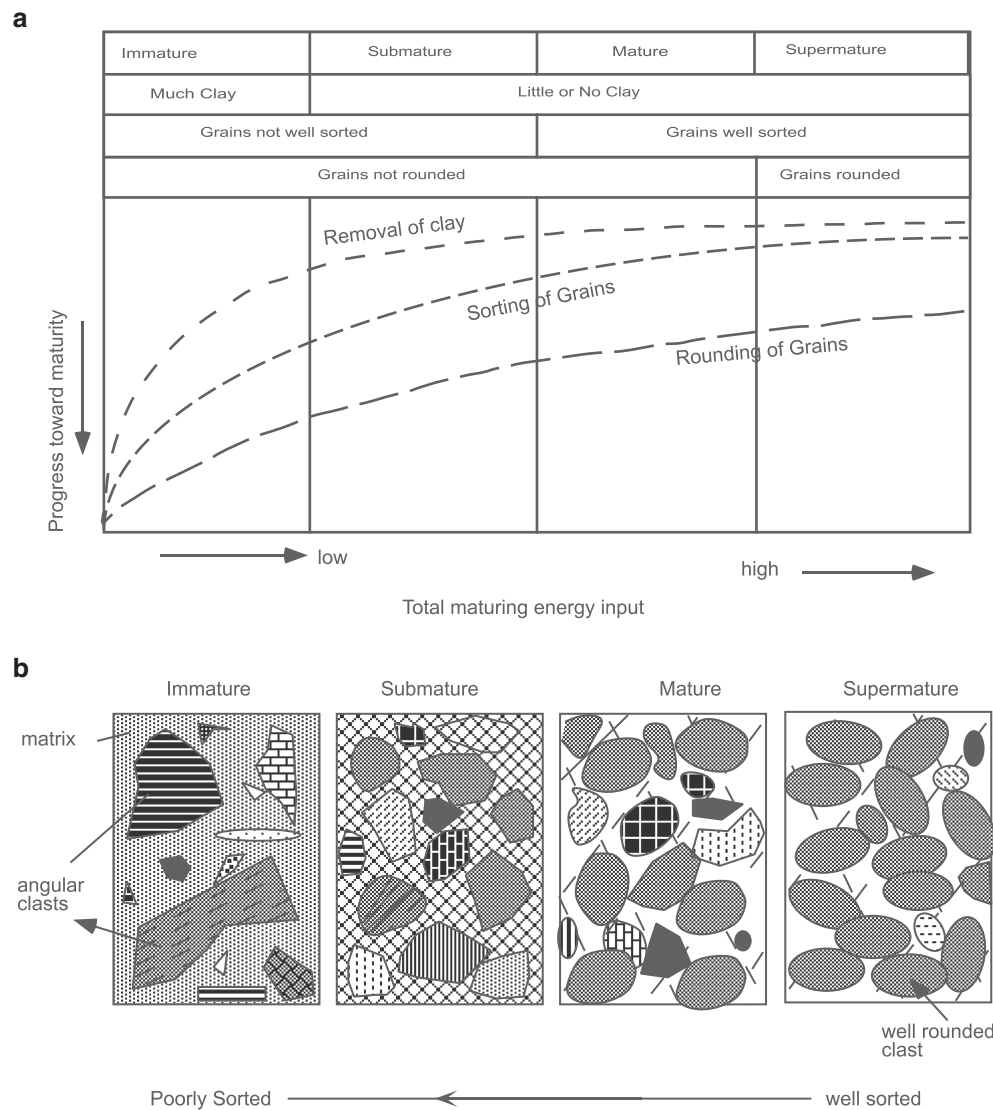 a
Immature Submature Mature Supermature
Much Clay Little or No Clay
Grains not well sorted Grains well sorted
Grains not rounded Grains rounded
Removal of clay
Sorting of Grains
Rounding of Grains
Progress toward maturity
low
high
Total maturing energy input
b
Immature Submature Mature Supermature
matrix
angular
clasts
well rounded
clast
Poorly Sorted well sorted